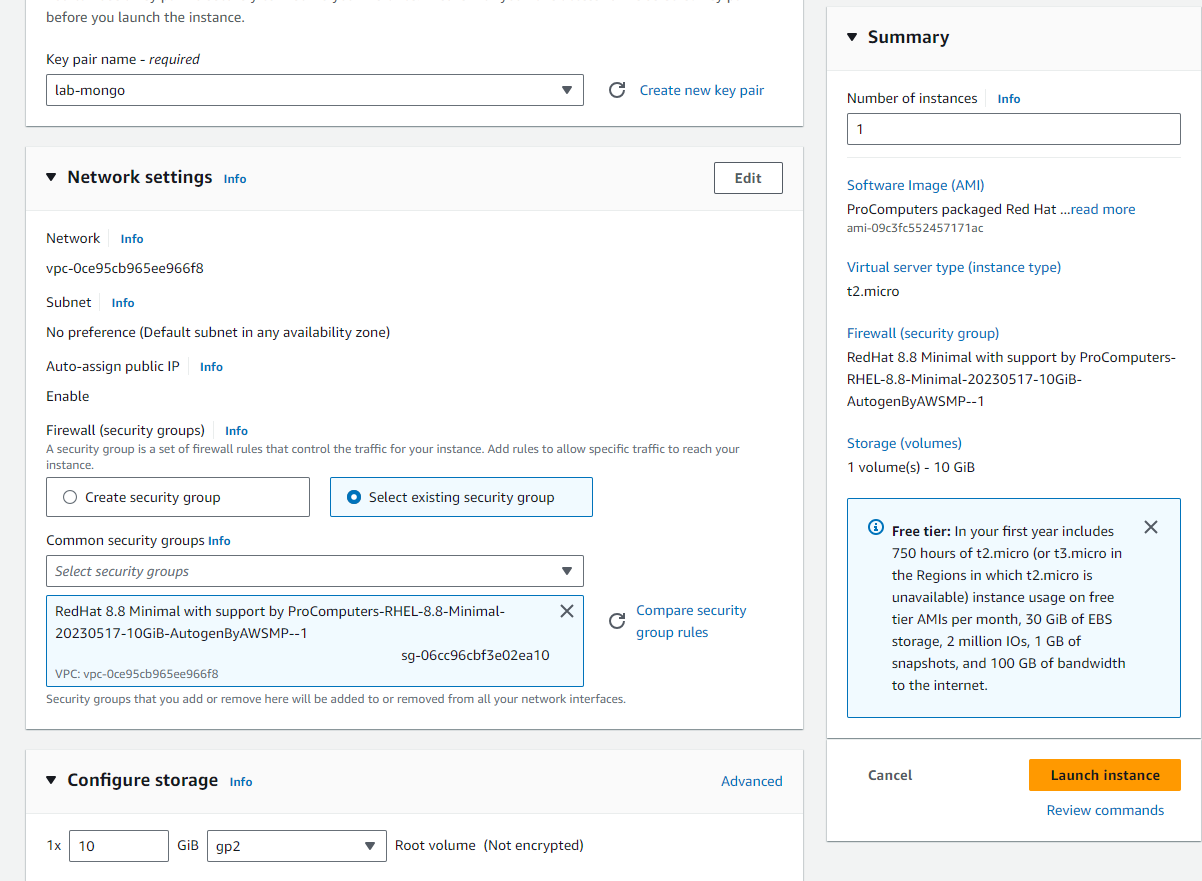 before you launch the instance.
Key pair name - required
lab-mongo
Create new key pair
Network settings Info
Edit
Network Info
vpc-0ce95cb965ee966f8
Subnet Info
No preference (Default subnet in any availability zone)
Auto-assign public IP Info
Enable
Firewall (security groups) Info
A security group is a set of firewall rules that control the traffic for your instance. Add rules to allow specific traffic to reach your
instance.
Create security group
Select existing security group
Common security groups Info
Select security groups
RedHat 8.8 Minimal with support by ProComputers-RHEL-8.8-Minimal-
20230517-10GiB-AutogenByAWSMP--1
sg-06cc96cbf3e02ea10
VPC: vpc-0ce95cb965ee966f8
Compare security
group rules
Security groups that you add or remove here will be added to or removed from all your network interfaces.
Configure storage Info
Advanced
1x 10 GiB gp2 Root volume (Not encrypted)
Summary
Number of instances Info
1
Software Image (AMI)
ProComputers packaged Red Hat ...read more
ami-09c3fc552457171ac
Virtual server type (instance type)
t2.micro
Firewall (security group)
RedHat 8.8 Minimal with support by ProComputers-
RHEL-8.8-Minimal-20230517-10GiB-
AutogenByAWSMP--1
Storage (volumes)
1 volume(s) - 10 GiB
Free tier: In your first year includes
750 hours of t2.micro (or t3.micro in
the Regions in which t2.micro is
unavailable) instance usage on free
tier AMIs per month, 30 GiB of EBS
storage, 2 million IOs, 1 GB of
snapshots, and 100 GB of bandwidth
to the internet.
Cancel
Launch instance
Review commands